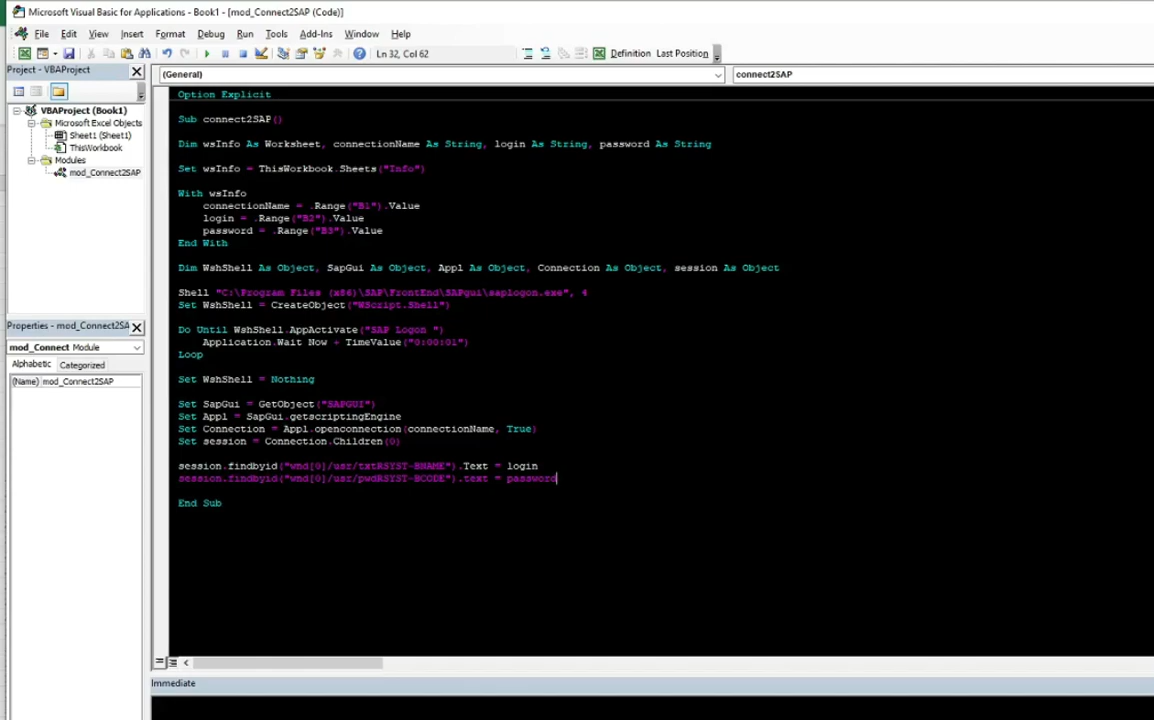 Microsoft Visual Basic for Applications - Book1 - [mod_Connect2SAP (Code)]
File Edit View Insert Format Debug Run Tools Add-Ins Window Help
Ln 32, Col 62
Definition Last Position
Project - VBAProject
(General)
connect2SAP
VBAProject (Book1)
Microsoft Excel Objects
Sheet1 (Sheet1)
ThisWorkbook
Modules
mod_Connect2SAP
Properties - mod_Connect2SA
mod_Connect Module
Alphabetic Categorized
(Name) mod_Connect2SAP
Option Explicit
Sub connect2SAP()
Dim wsInfo As Worksheet, connectionName As String, login As String, password As String
Set wsInfo = ThisWorkbook.Sheets("Info")
With wsInfo
connectionName = .Range("B1").Value
login = .Range("B2").Value
password = .Range("B3").Value
End With
Dim WshShell As Object, SapGui As Object, Appl As Object, Connection As Object, session As Object
Shell "C:\Program Files (x86)\SAP\FrontEnd\SAPgui\saplogon.exe", 4
Set WshShell = CreateObject("WScript.Shell")
Do Until WshShell.AppActivate("SAP Logon ")
Application.Wait Now + TimeValue("0:00:01")
Loop
Set WshShell = Nothing
Set SapGui = GetObject("SAPGUI")
Set Appl = SapGui.getscriptingEngine
Set Connection = Appl.openconnection(connectionName, True)
Set session = Connection.Children(0)
session.findbyid("wnd[0]/usr/txtRSYST-BNAME").Text = login
session.findbyid("wnd[0]/usr/pwdRSYST-BCODE").text = password
End Sub
Immediate